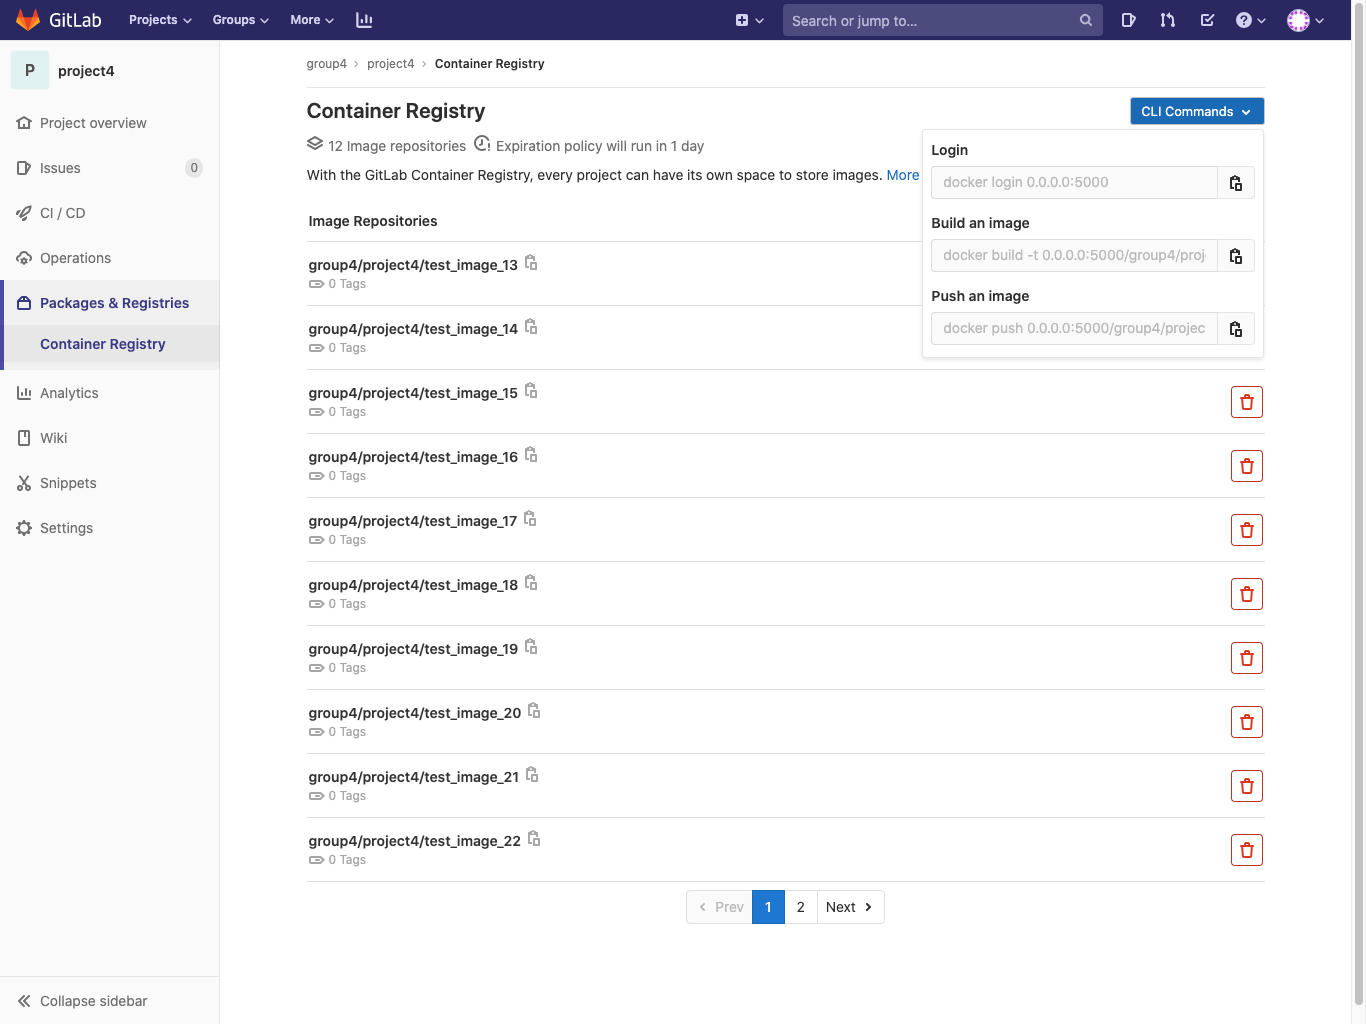 GitLab Projects Groups More Search or jump to...
P project4
Project overview
Issues 0
CI / CD
Operations
Packages & Registries
Container Registry
Analytics
Wiki
Snippets
Settings
Collapse sidebar
group4 › project4 › Container Registry
Container Registry
CLI Commands
12 Image repositories Expiration policy will run in 1 day
With the GitLab Container Registry, every project can have its own space to store images. More
Login
docker login 0.0.0.0:5000
Build an image
docker build -t 0.0.0.0:5000/group4/proj
Push an image
docker push 0.0.0.0:5000/group4/projec
Image Repositories
group4/project4/test_image_13
0 Tags
group4/project4/test_image_14
0 Tags
group4/project4/test_image_15
0 Tags
group4/project4/test_image_16
0 Tags
group4/project4/test_image_17
0 Tags
group4/project4/test_image_18
0 Tags
group4/project4/test_image_19
0 Tags
group4/project4/test_image_20
0 Tags
group4/project4/test_image_21
0 Tags
group4/project4/test_image_22
0 Tags
Prev 1 2 Next